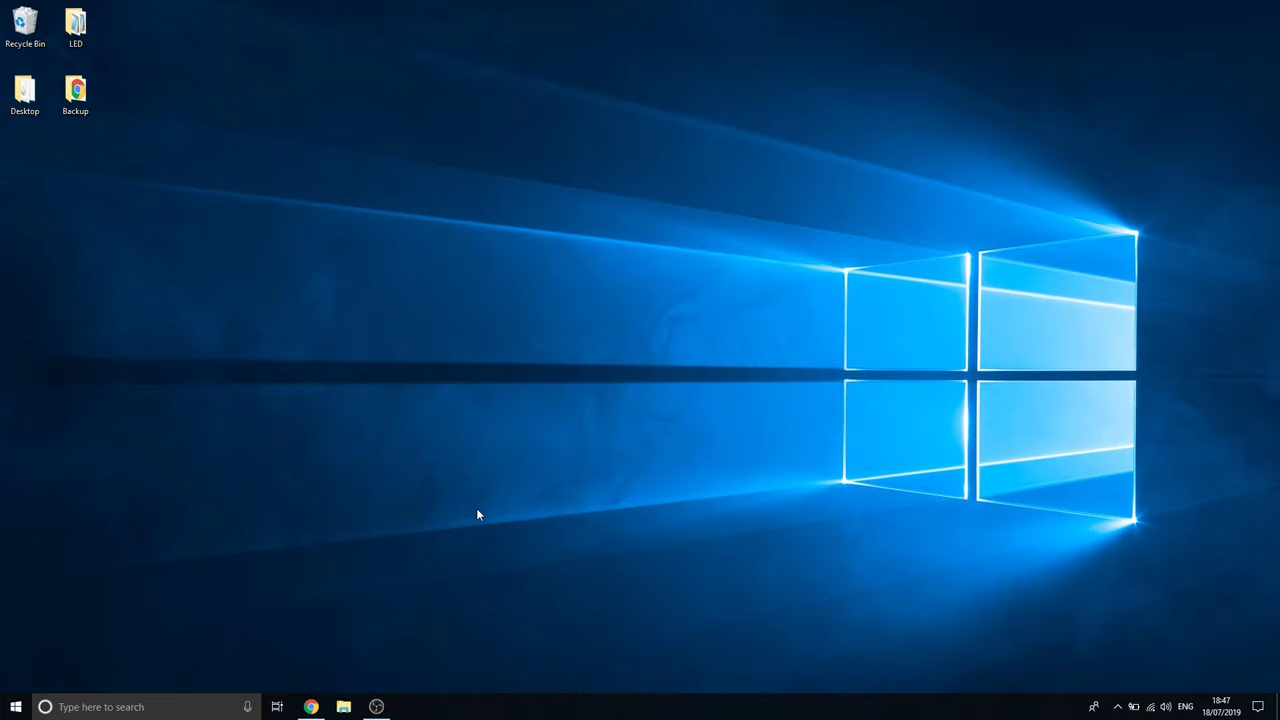 Recycle Bin
LED
Desktop
Backup
Type here to search
ENG
18:47
18/07/2019